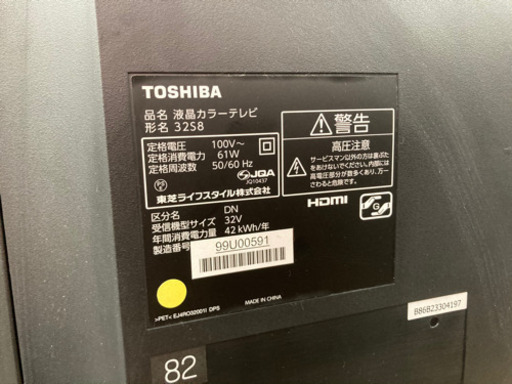 TOSHIBA
品名 液晶カラーテレビ
形名 32S8
定格電圧 100V~
定格消費電力 61W
定格周波数 50/60 Hz
JQA
JQ10437
東芝ライフスタイル株式会社
区分名 DN
受信機型サイズ 32V
年間消費電力量 42 kWh/年
製造番号
99U00591
MADE IN CHINA
>PET< EJ4RO32001I DPS
警告
高圧注意
サービスマン以外の方は裏ぶた
をあけないでください。内部には
高電圧部分が数多くあり、万一
さわると危険です。
HDMI
S
G
B86B23304197
82